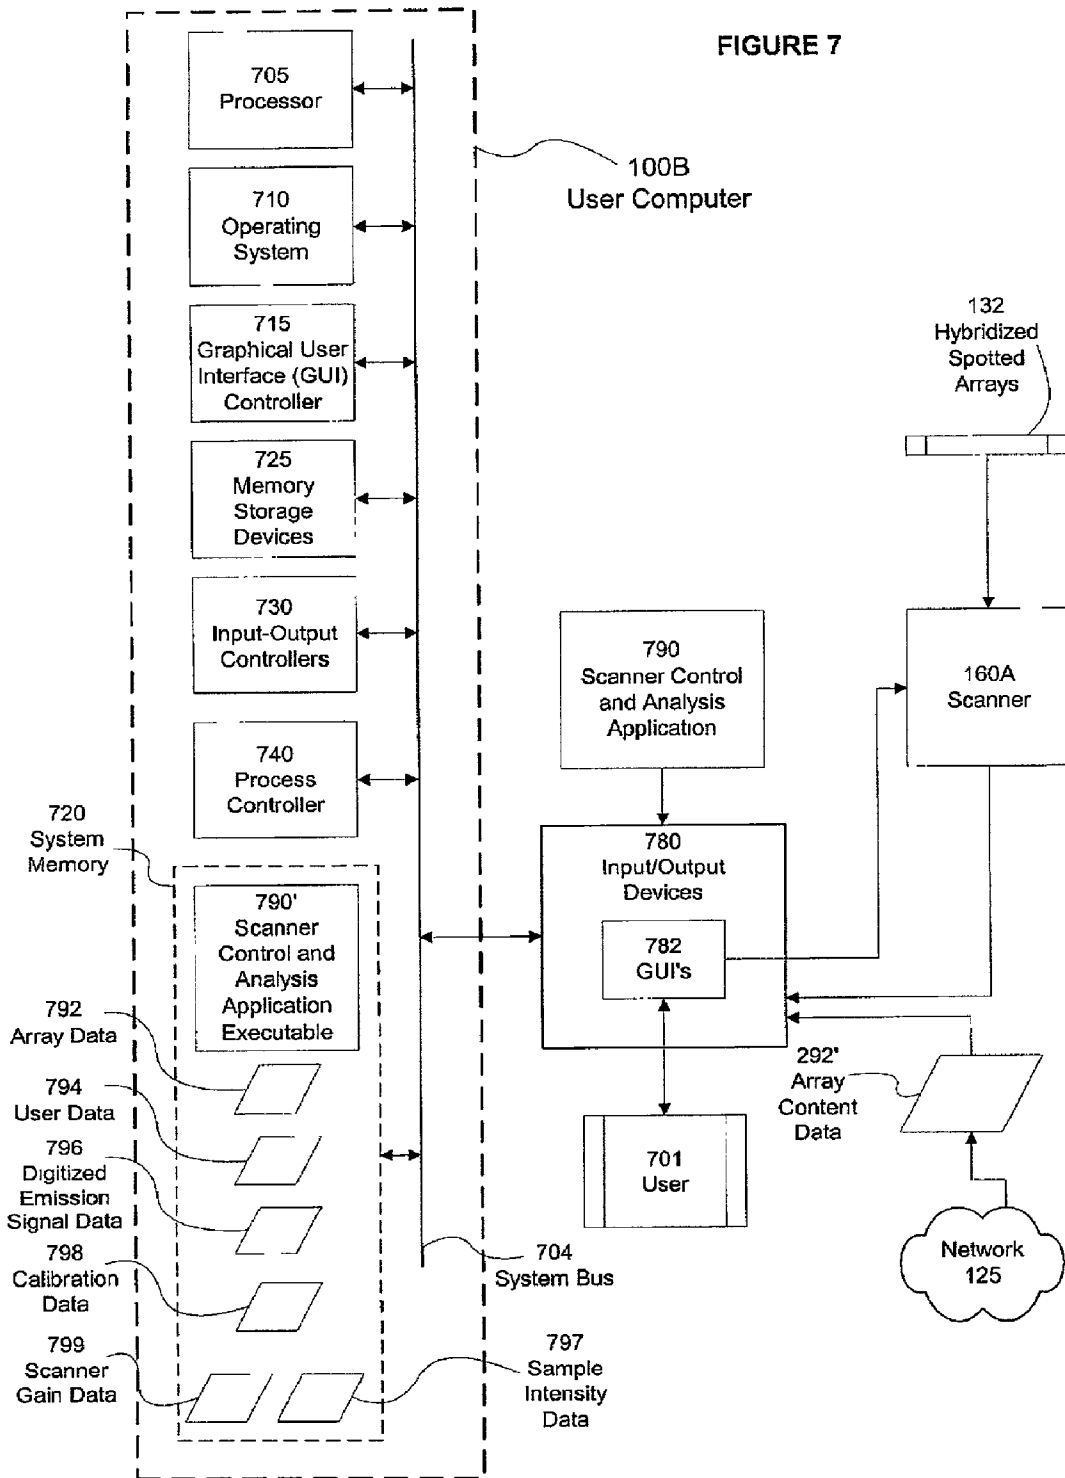 FIGURE 7
705
Processor
100B
User Computer
710
Operating
System
715
Graphical User
Interface (GUI)
Controller
132
Hybridized
Spotted
Arrays
725
Memory
Storage
Devices
730
Input-Output
Controllers
790
Scanner Control
and Analysis
Application
160A
Scanner
740
Process
Controller
720
System
Memory
780
Input/Output
Devices
782
GUI's
790'
Scanner
Control and
Analysis
Application
Executable
792
Array Data
794
User Data
796
Digitized
Emission
Signal Data
798
Calibration
Data
799
Scanner
Gain Data
797
Sample
Intensity
Data
704
System Bus
701
User
292'
Array
Content
Data
Network
125